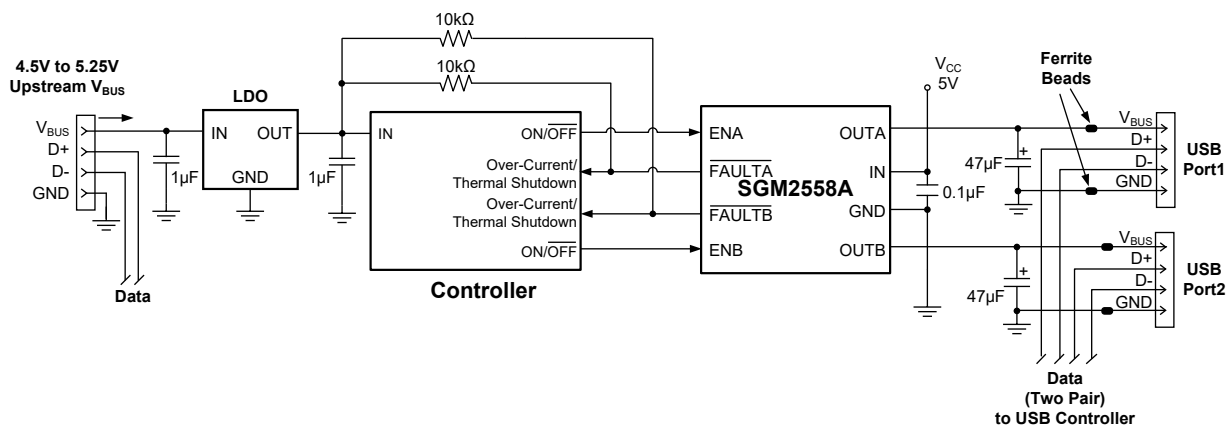 10kΩ
10kΩ
4.5V to 5.25V
Upstream VBUS
VBUS
D+
D-
GND
Data
1µF
LDO
IN
OUT
GND
1µF
IN
ON/OFF
Over-Current/
Thermal Shutdown
Over-Current/
Thermal Shutdown
ON/OFF
Controller
ENA
FAULTA
FAULTB
ENB
SGM2558A
OUTA
IN
GND
OUTB
VCC
5V
0.1µF
Ferrite
Beads
47µF
+
VBUS
D+
D-
GND
USB
Port1
47µF
+
VBUS
D+
D-
GND
USB
Port2
Data
(Two Pair)
to USB Controller